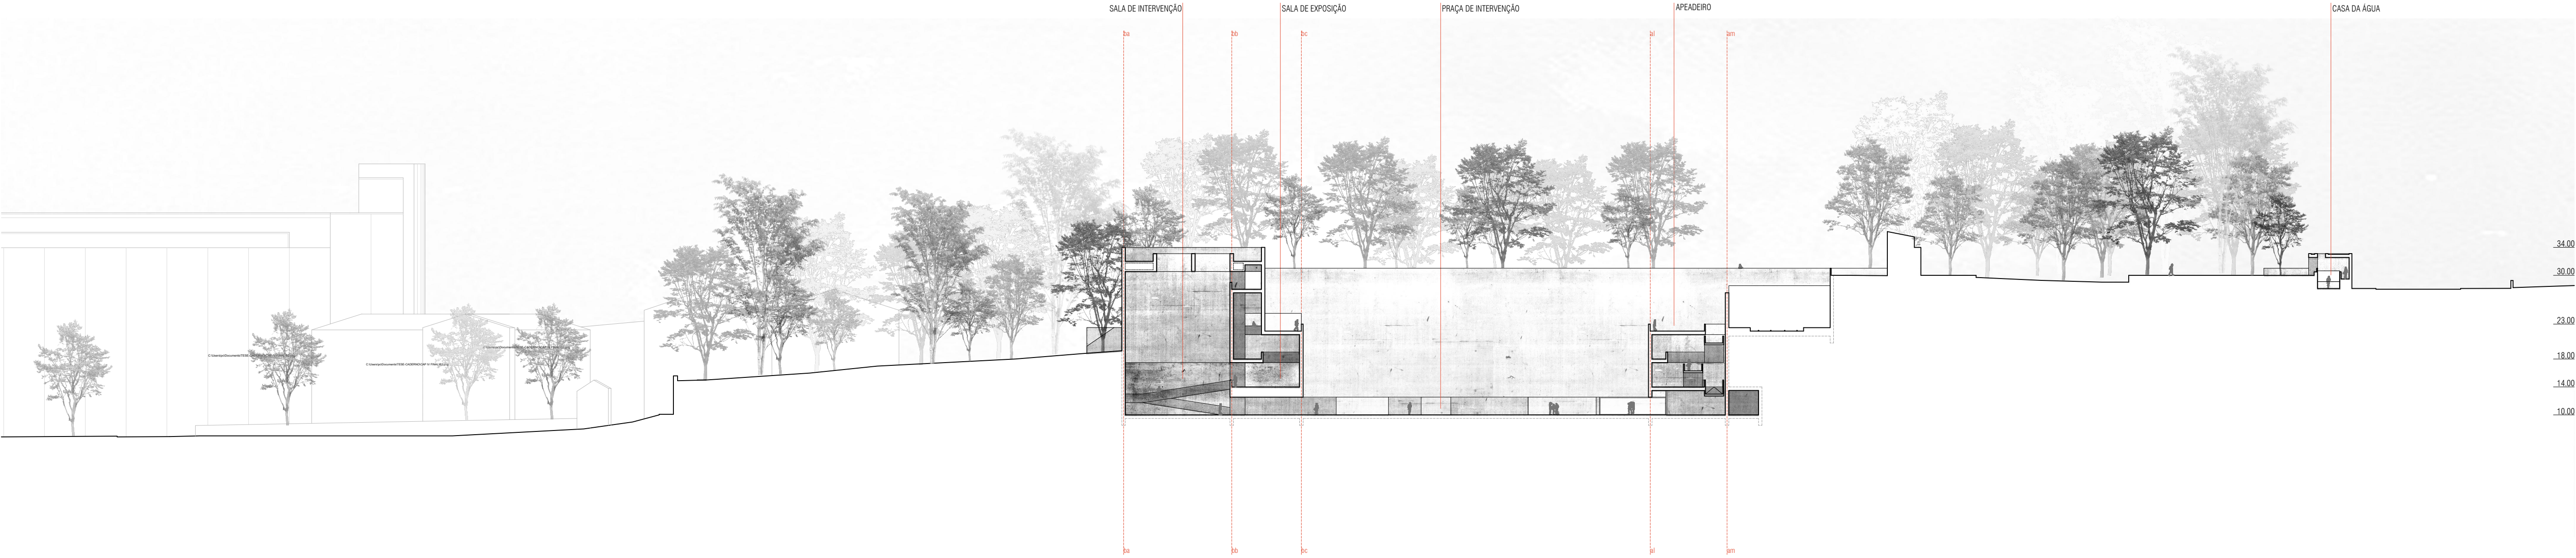 SALA DE INTERVENÇÃO
SALA DE EXPOSIÇÃO
PRAÇA DE INTERVENÇÃO
APEADEIRO
CASA DA ÁGUA
ba
bb
bc
al
am
34.00
30.00
23.00
18.00
14.00
10.00
ba
bb
bc
al
am